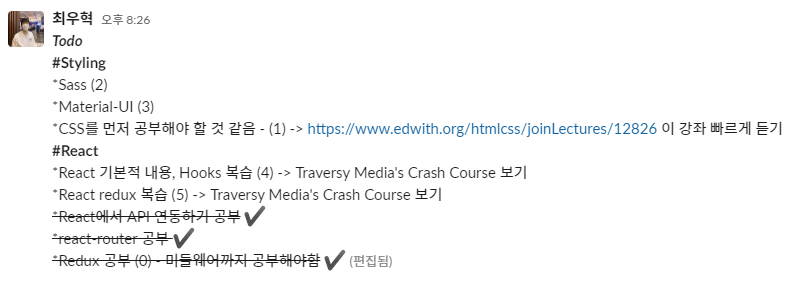 최우혁 오후 8:26
Todo
#Styling
*Sass (2)
*Material-UI (3)
*CSS를 먼저 공부해야 할 것 같음 - (1) -> https://www.edwith.org/htmlcss/joinLectures/12826 이 강좌 빠르게 듣기
#React
*React 기본적 내용, Hooks 복습 (4) -> Traversy Media's Crash Course 보기
*React redux 복습 (5) -> Traversy Media's Crash Course 보기
*React에서 API 연동하기 공부 ✔
*react-router 공부 ✔
*Redux 공부 (0) - 미들웨어까지 공부해야함 ✔ (편집됨)